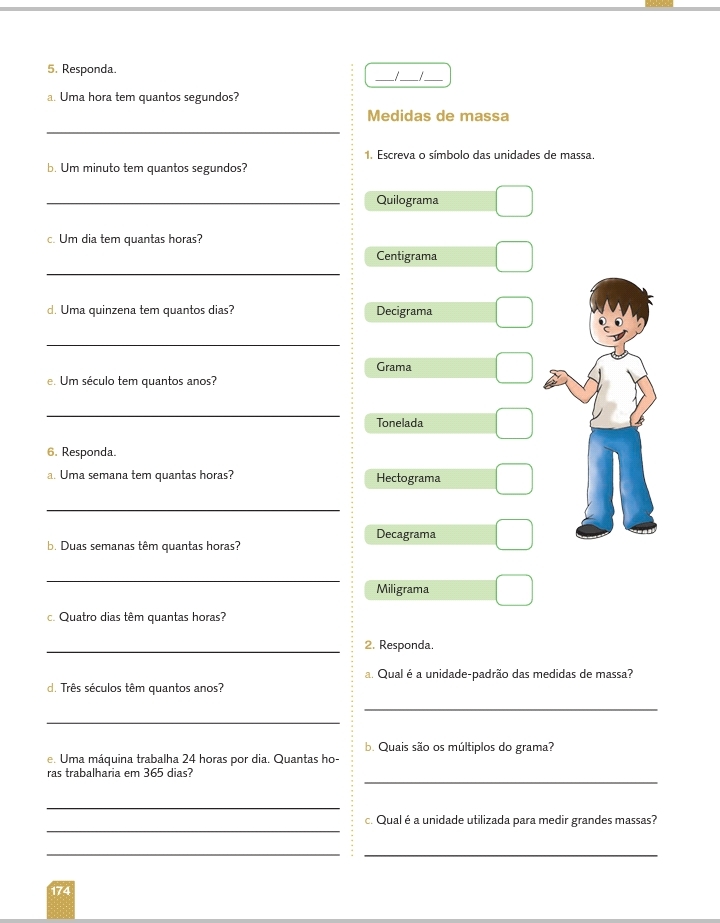 5. Responda.
a. Uma hora tem quantos segundos?
b. Um minuto tem quantos segundos?
c. Um dia tem quantas horas?
d. Uma quinzena tem quantos dias?
e. Um século tem quantos anos?
6. Responda.
a. Uma semana tem quantas horas?
b. Duas semanas têm quantas horas?
c. Quatro dias têm quantas horas?
d. Três séculos têm quantos anos?
e. Uma máquina trabalha 24 horas por dia. Quantas ho-
ras trabalharia em 365 dias?
___/___/___
Medidas de massa
1. Escreva o símbolo das unidades de massa.
Quilograma
Centigrama
Decigrama
Grama
Tonelada
Hectograma
Decagrama
Miligrama
2. Responda.
a. Qual é a unidade-padrão das medidas de massa?
b. Quais são os múltiplos do grama?
c. Qual é a unidade utilizada para medir grandes massas?
174